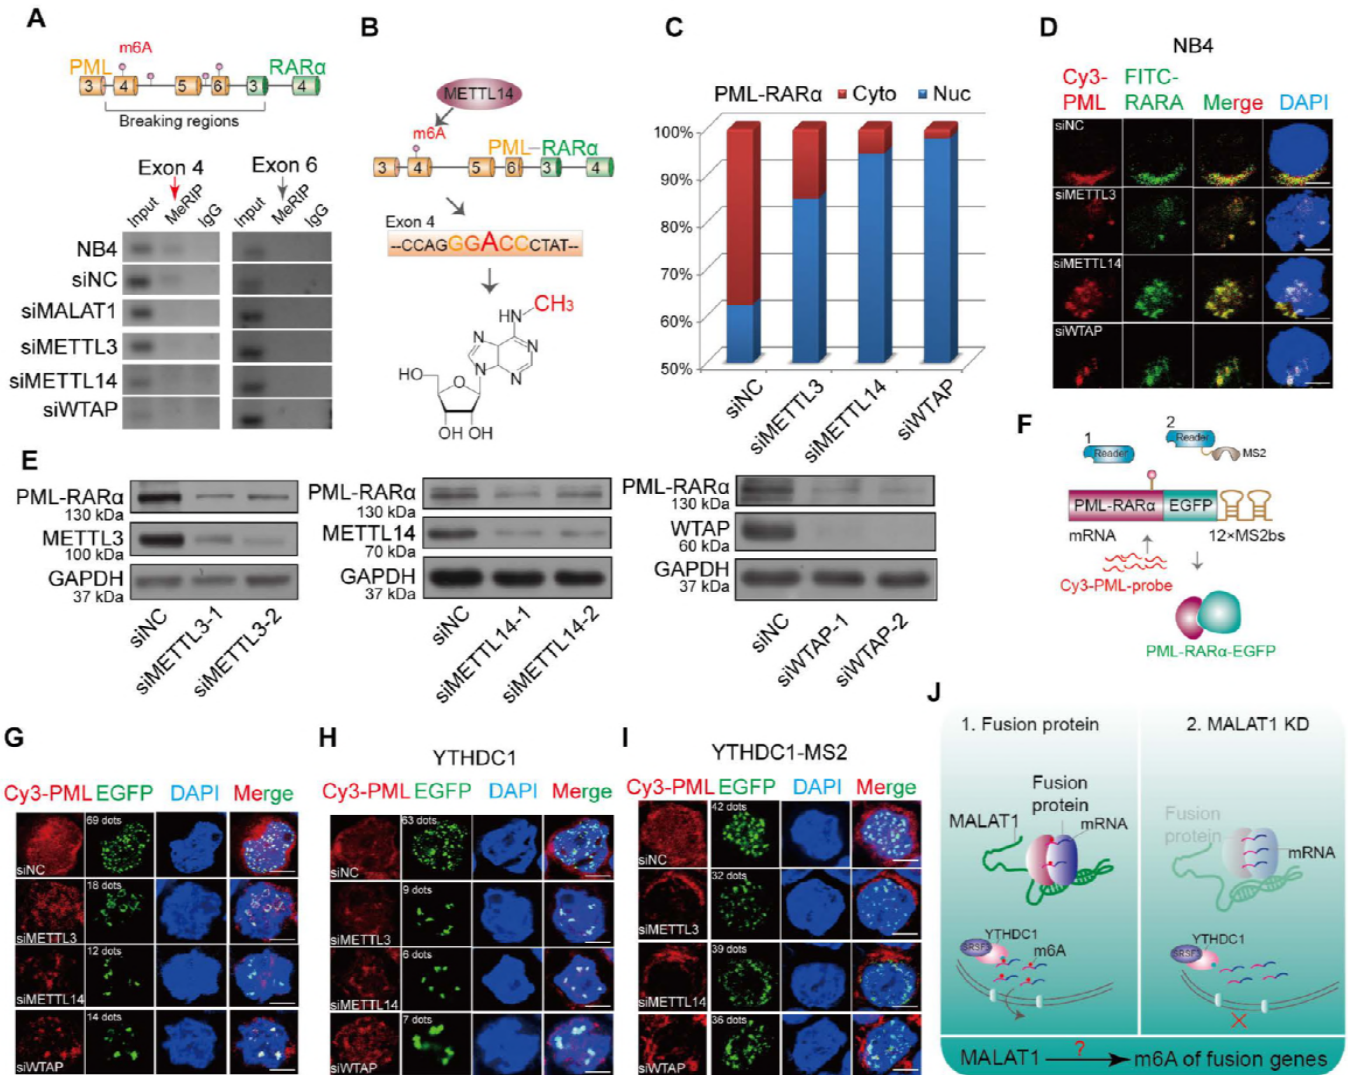 A
m6A
PML
RARα
3 4 5 6 3 4
Breaking regions
Exon 4
Exon 6
Input MeRIP IgG
Input MeRIP IgG
NB4
siNC
siMALAT1
siMETTL3
siMETTL14
siWTAP
B
METTL14
m6A
PML–RARα
3 4 5 6 3 4
Exon 4
--CCAGGGACCCTAT--
CH3
HN
N
N
N
N
HO
O
OH OH
C
PML-RARα Cyto Nuc
100%
90%
80%
70%
60%
50%
siNC
siMETTL3
siMETTL14
siWTAP
D
NB4
Cy3-PML
FITC-RARA
Merge
DAPI
siNC
siMETTL3
siMETTL14
siWTAP
E
PML-RARα
130 kDa
METTL3
100 kDa
GAPDH
37 kDa
siNC
siMETTL3-1
siMETTL3-2
PML-RARα
130 kDa
METTL14
70 kDa
GAPDH
37 kDa
siNC
siMETTL14-1
siMETTL14-2
PML-RARα
130 kDa
WTAP
60 kDa
GAPDH
37 kDa
siNC
siWTAP-1
siWTAP-2
F
1
Reader
2
Reader
MS2
PML-RARα EGFP
mRNA
12×MS2bs
Cy3-PML-probe
PML-RARα-EGFP
G
Cy3-PML EGFP DAPI Merge
69 dots
siNC
18 dots
siMETTL3
12 dots
siMETTL14
14 dots
siWTAP
H
YTHDC1
Cy3-PML EGFP DAPI Merge
63 dots
siNC
9 dots
siMETTL3
6 dots
siMETTL14
7 dots
siWTAP
I
YTHDC1-MS2
Cy3-PML EGFP DAPI Merge
42 dots
siNC
32 dots
siMETTL3
39 dots
siMETTL14
36 dots
siWTAP
J
1. Fusion protein
Fusion
protein
mRNA
MALAT1
YTHDC1
m6A
2. MALAT1 KD
Fusion
protein
mRNA
YTHDC1
MALAT1
?
m6A of fusion genes